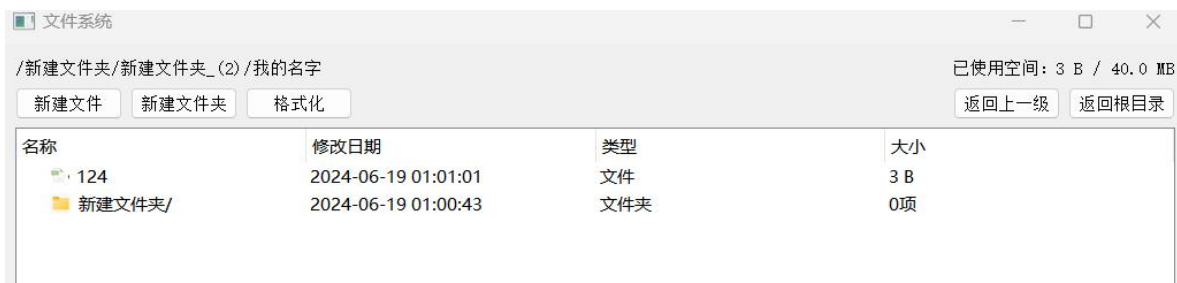 文件系统
/新建文件夹/新建文件夹_(2)/我的名字 已使用空间: 3 B / 40.0 MB
新建文件 新建文件夹 格式化 返回上一级 返回根目录
名称 修改日期 类型 大小
124 2024-06-19 01:01:01 文件 3 B
新建文件夹/ 2024-06-19 01:00:43 文件夹 0项